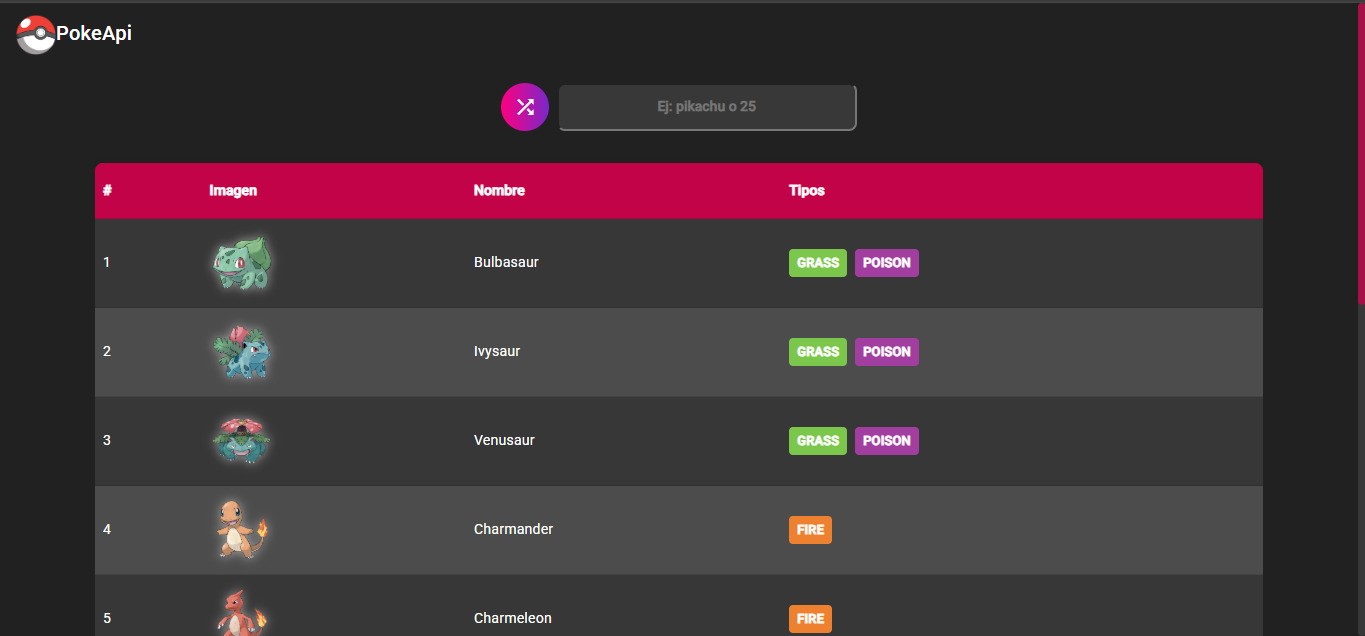 PokeApi
Ej: pikachu o 25
# Imagen Nombre Tipos
1 Bulbasaur GRASS POISON
2 Ivysaur GRASS POISON
3 Venusaur GRASS POISON
4 Charmander FIRE
5 Charmeleon FIRE